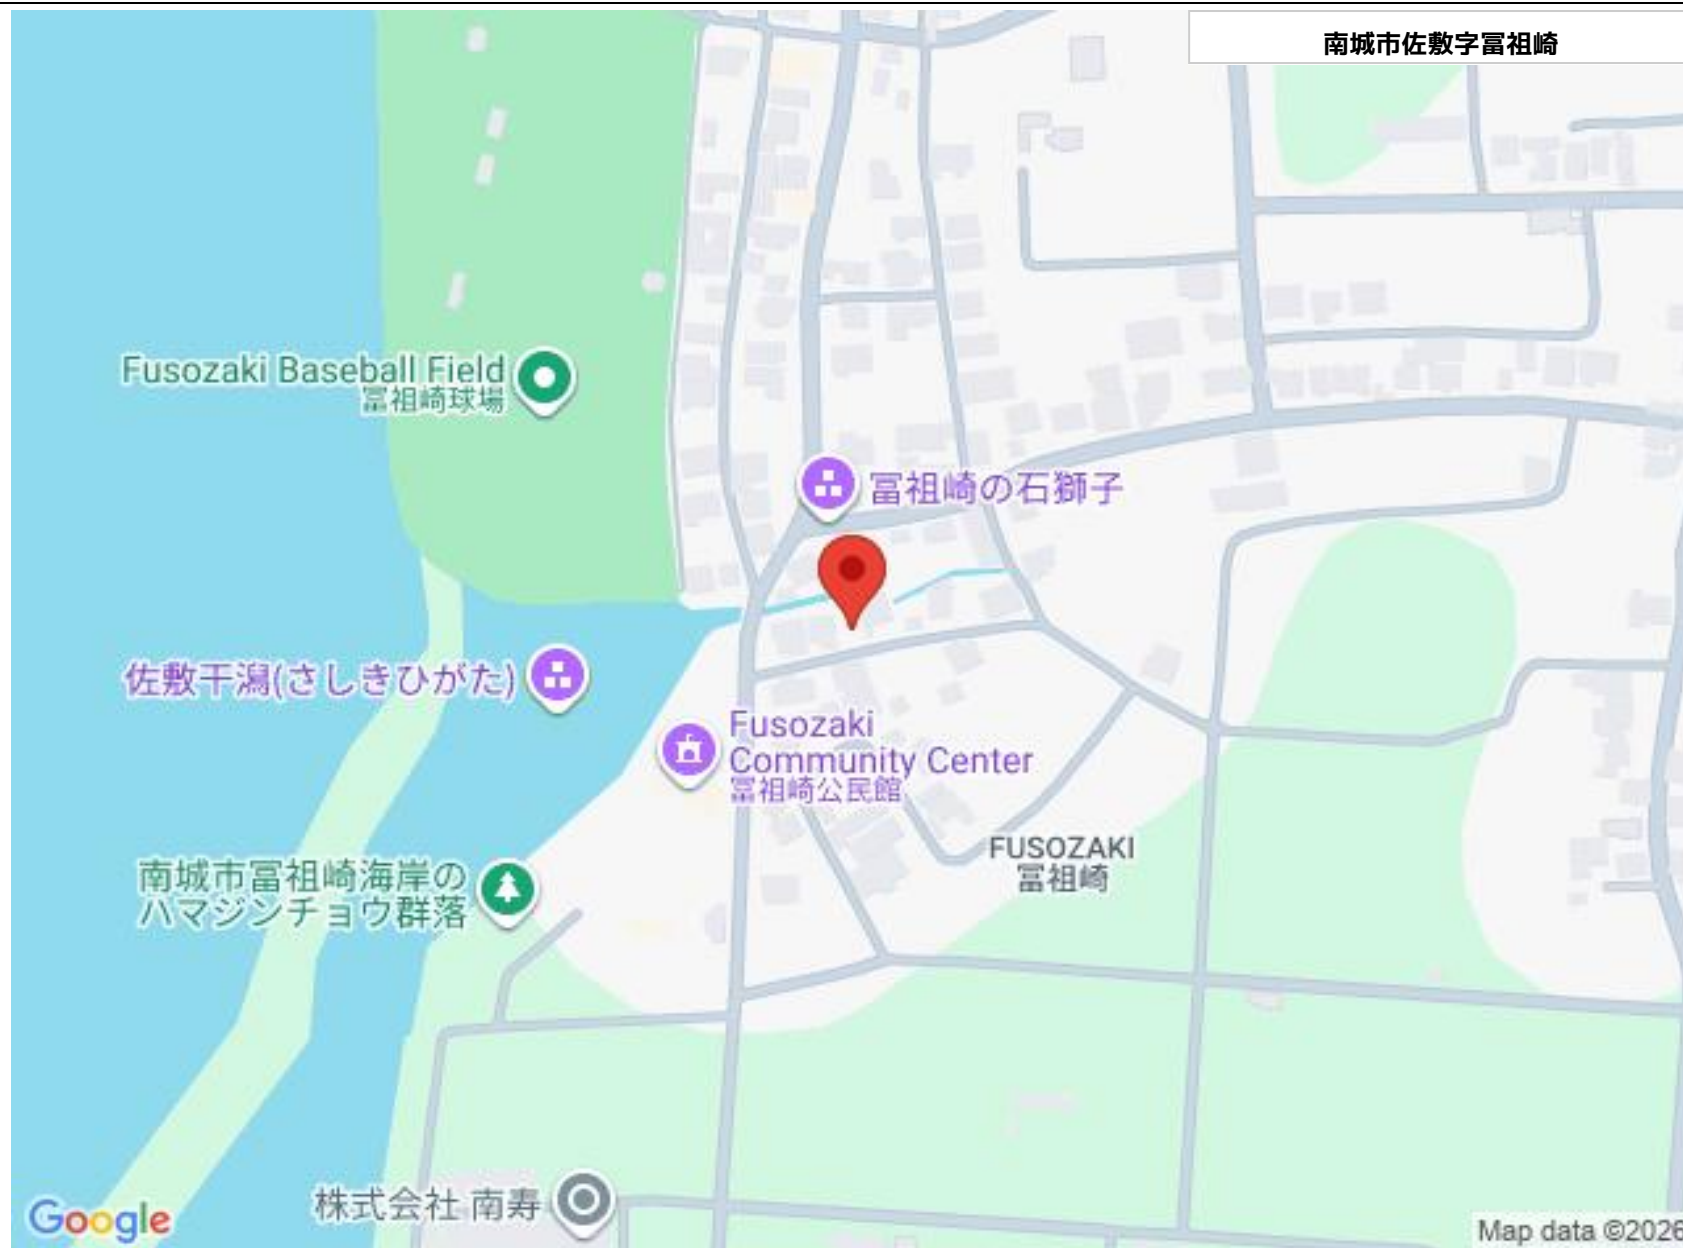 南城市佐敷字冨祖崎
Fusozaki Baseball Field
冨祖崎球場
冨祖崎の石獅子
佐敷干潟(さしきひがた)
Fusozaki
Community Center
冨祖崎公民館
FUSOZAKI
冨祖崎
南城市冨祖崎海岸の
ハマジンチョウ群落
株式会社 南寿
Google
Map data ©2026